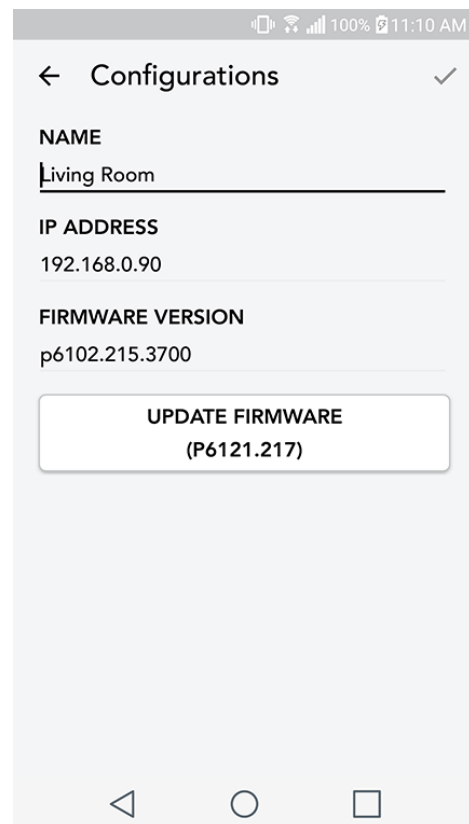 100% 11:10 AM
Configurations
NAME
Living Room
IP ADDRESS
192.168.0.90
FIRMWARE VERSION
p6102.215.3700
UPDATE FIRMWARE
(P6121.217)